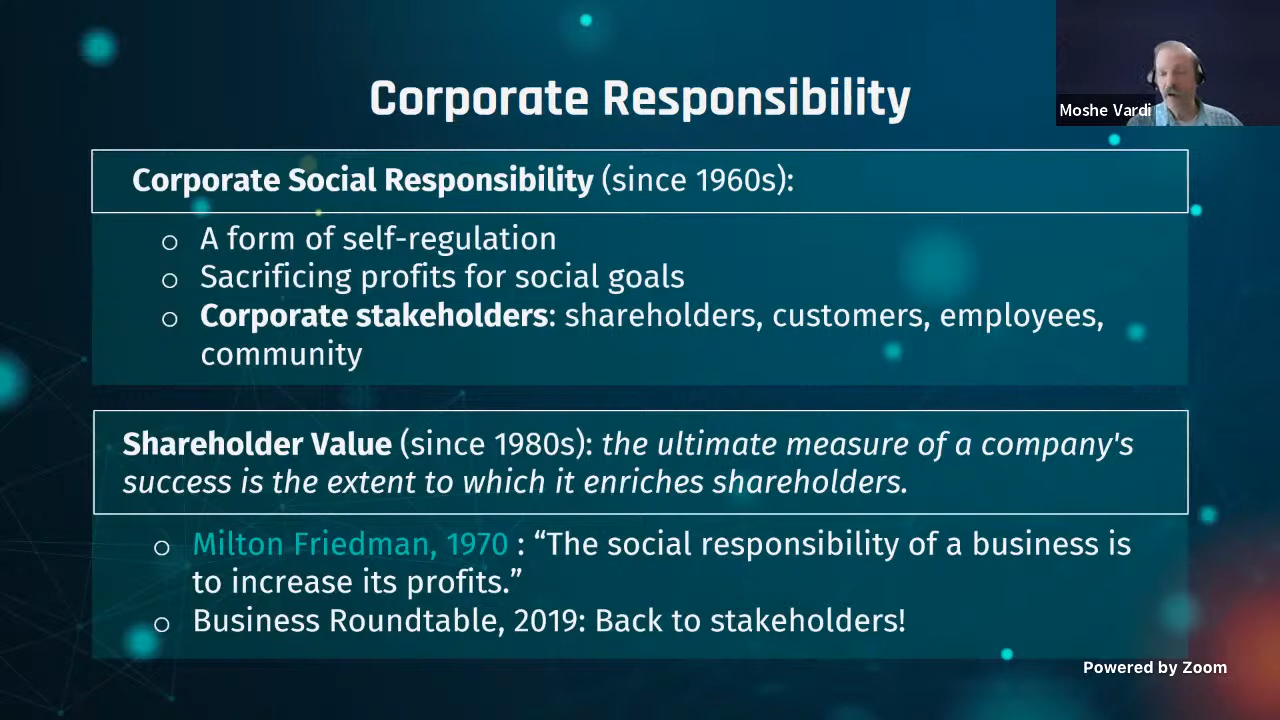 Corporate Responsibility
Moshe Vardi
Corporate Social Responsibility (since 1960s):
o A form of self-regulation
o Sacrificing profits for social goals
o Corporate stakeholders: shareholders, customers, employees,
community
Shareholder Value (since 1980s): the ultimate measure of a company's
success is the extent to which it enriches shareholders.
o Milton Friedman, 1970 : “The social responsibility of a business is
to increase its profits.”
o Business Roundtable, 2019: Back to stakeholders!
Powered by Zoom